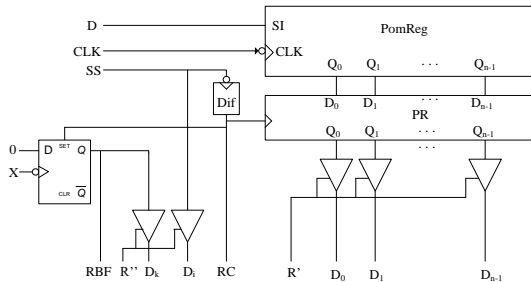 D SI PomReg
CLK CLK
SS Q0 Q1 · · · Qn-1
Dif D0 D1 · · · Dn-1
PR
0 D SET Q Q0 Q1 · · · Qn-1
X CLR Q
RBF R'' Dk Di RC R' D0 D1 Dn-1